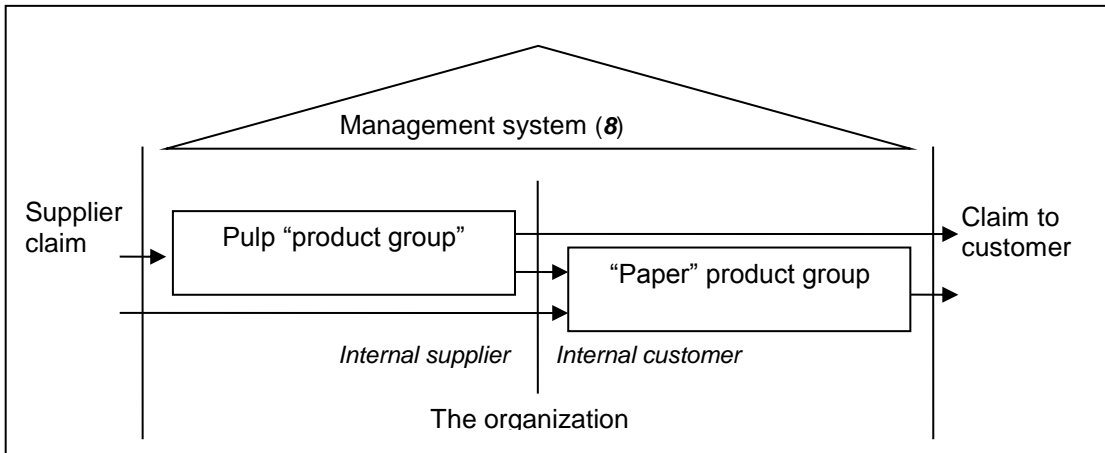 Management system (8)
Supplier
claim
Pulp “product group”
Claim to
customer
“Paper” product group
Internal supplier
Internal customer
The organization